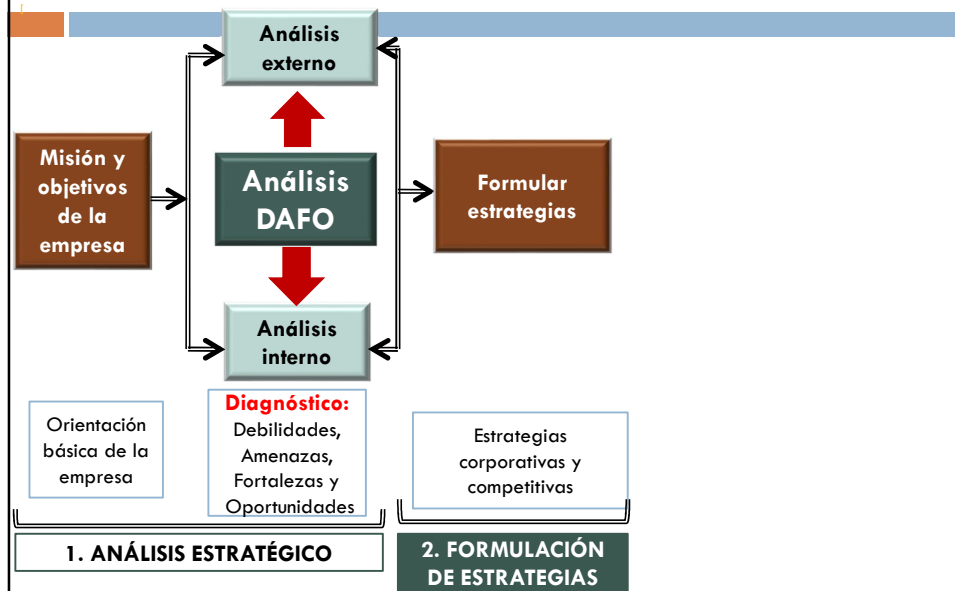 Análisis
externo
Misión y
objetivos
de la
empresa
Análisis
DAFO
Formular
estrategias
Análisis
interno
Orientación
básica de la
empresa
Diagnóstico:
Debilidades,
Amenazas,
Fortalezas y
Oportunidades
Estrategias
corporativas y
competitivas
1. ANÁLISIS ESTRATÉGICO
2. FORMULACIÓN
DE ESTRATEGIAS